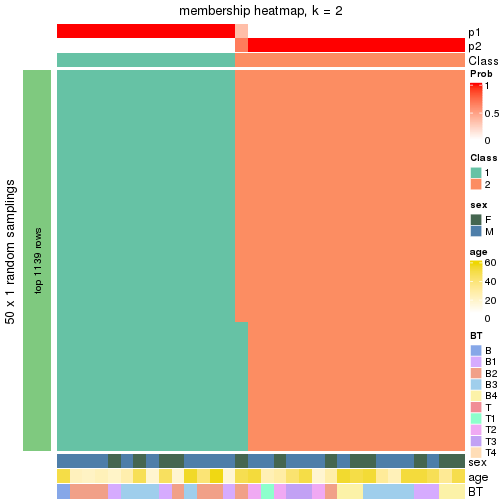 membership heatmap, k = 2
p1
p2
Class
Prob
1
0.5
0
Class
1
2
sex
F
M
age
60
40
20
0
BT
B
B1
B2
B3
B4
T
T1
T2
T3
T4
50 x 1 random samplings
top 1139 rows
sex
age
BT